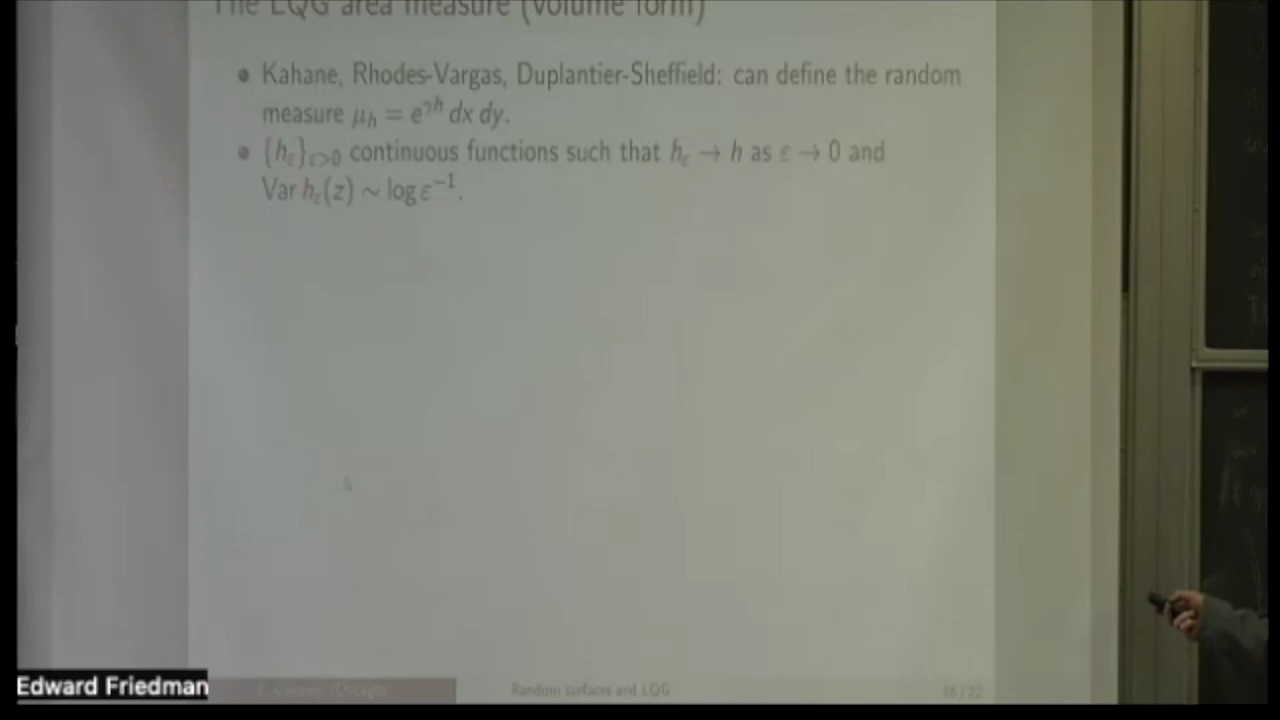 The LQG area measure (volume form)
• Kahane, Rhodes-Vargas, Duplantier-Sheffield: can define the random
measure μₕ = e^{γh} dx dy.
• {h_ε}_{ε>0} continuous functions such that h_ε → h as ε → 0 and
Var h_ε(z) ∼ log ε⁻¹.
Edward Friedman
Random surfaces and LQG